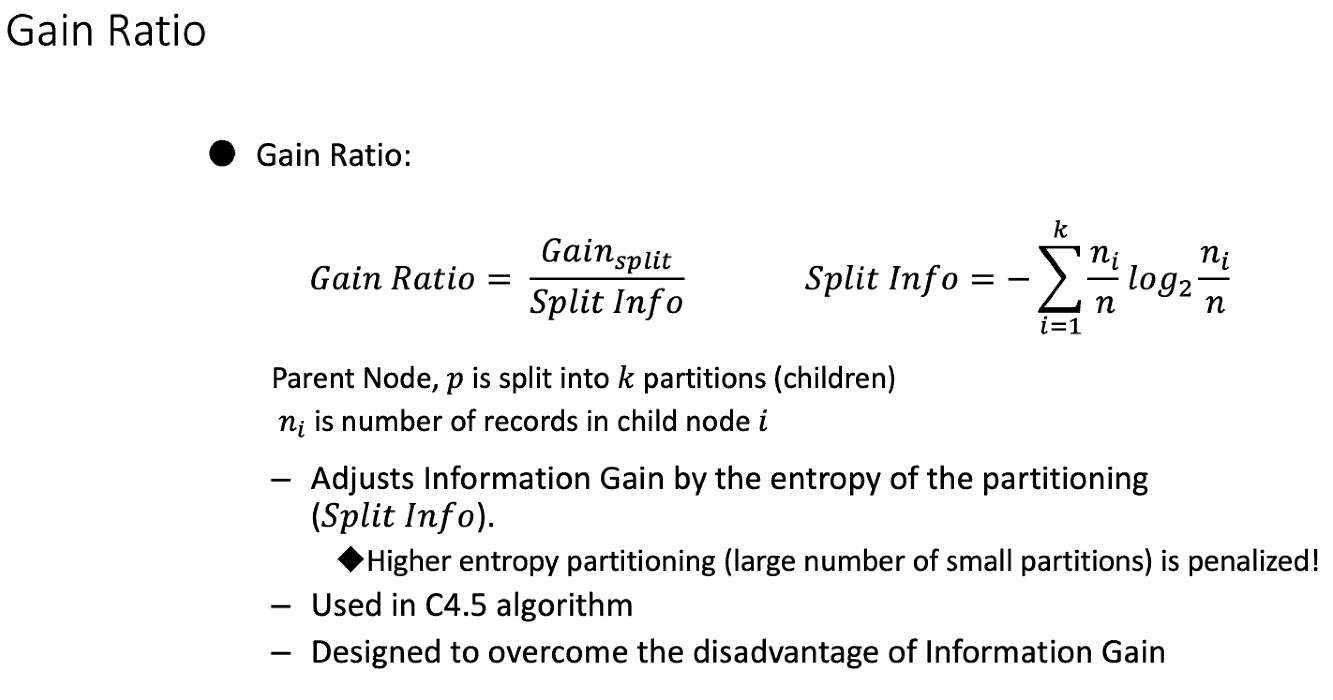 Gain Ratio
● Gain Ratio:
Gain Ratio = Gain_split / Split Info    Split Info = − ∑_{i=1}^{k} n_i/n log_2 n_i/n
Parent Node, p is split into k partitions (children)
n_i is number of records in child node i
– Adjusts Information Gain by the entropy of the partitioning
(Split Info).
◆Higher entropy partitioning (large number of small partitions) is penalized!
– Used in C4.5 algorithm
– Designed to overcome the disadvantage of Information Gain